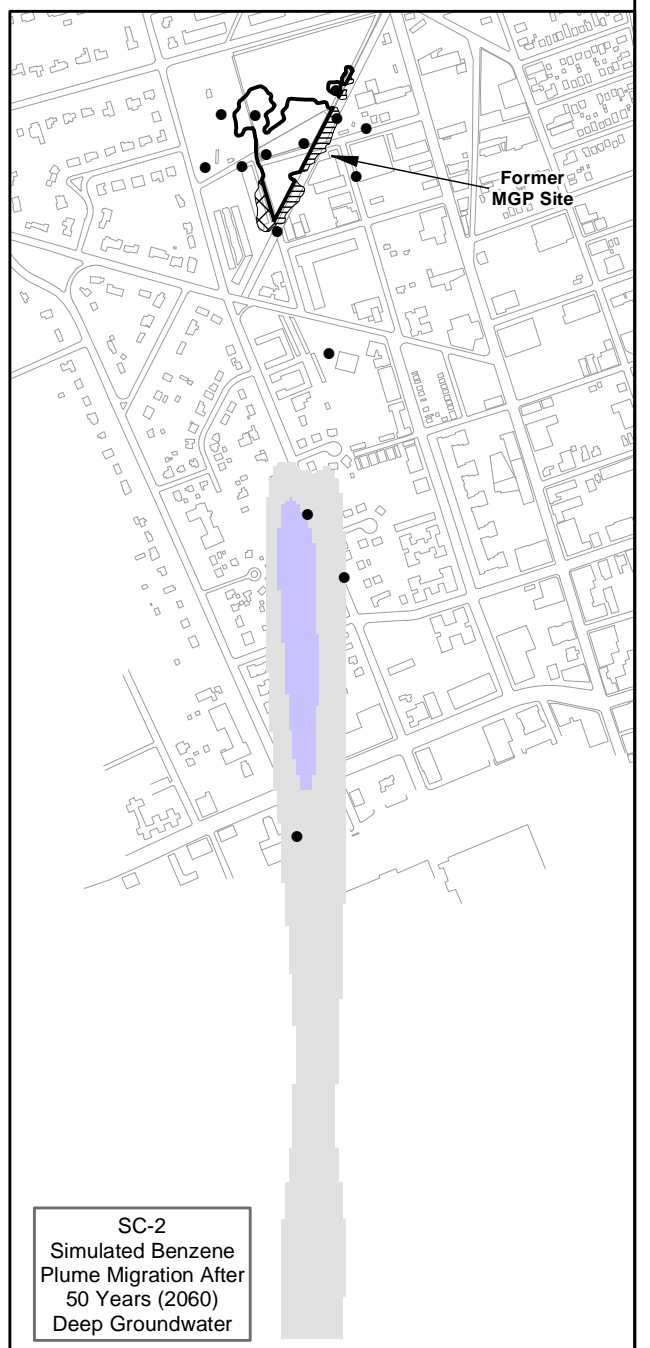 Former
MGP Site
SC-2
Simulated Benzene
Plume Migration After
50 Years (2060)
Deep Groundwater